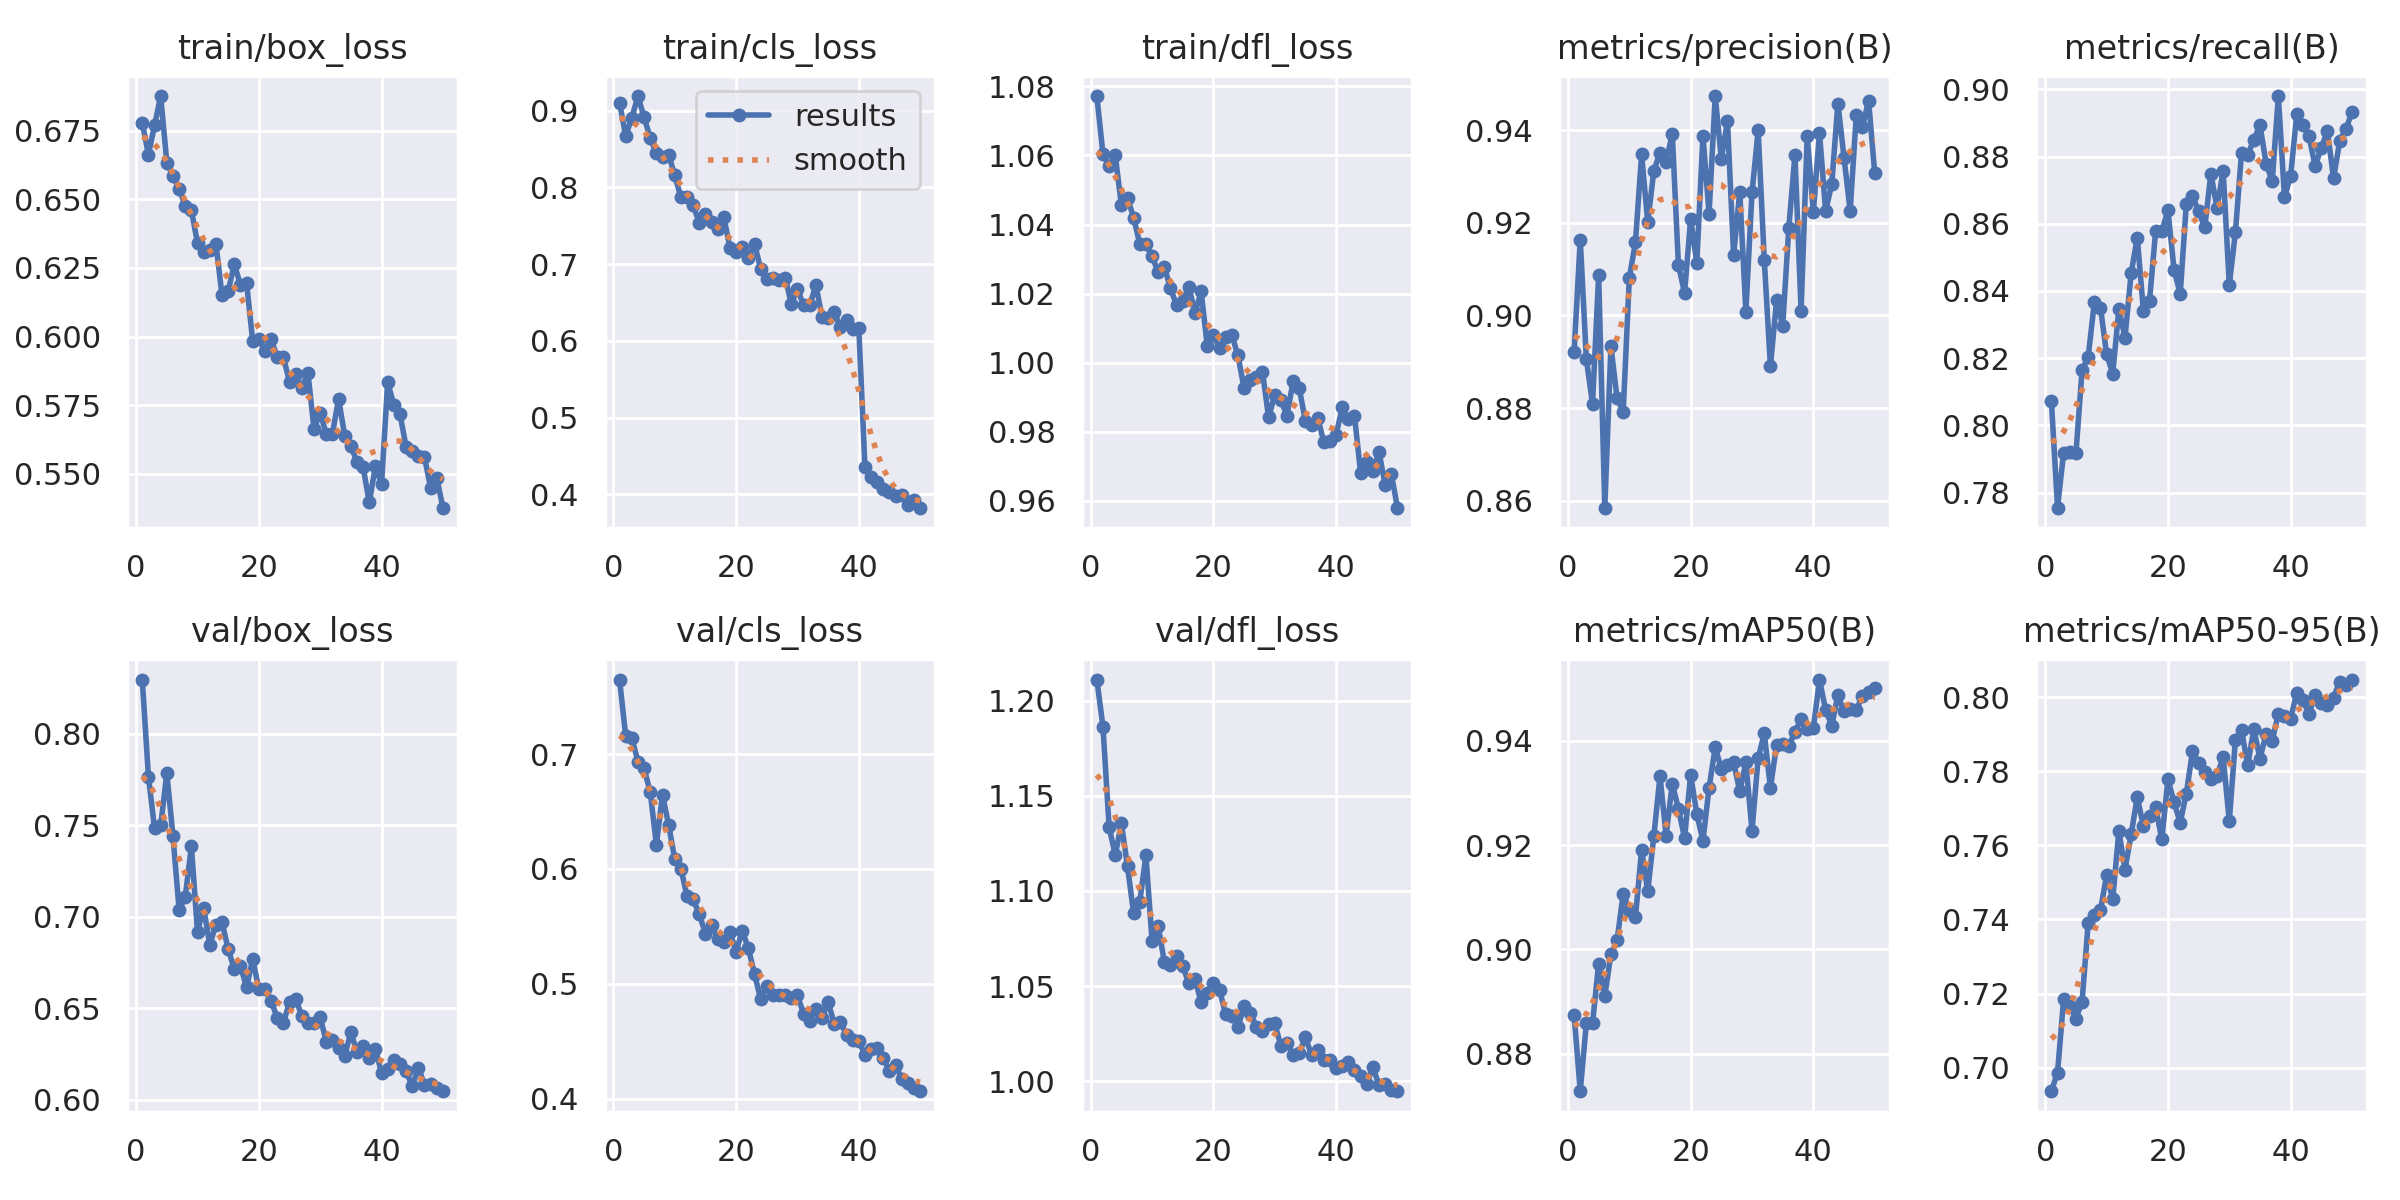 train/box_loss
train/cls_loss
train/dfl_loss
metrics/precision(B)
metrics/recall(B)
results
smooth
0.675
0.650
0.625
0.600
0.575
0.550
0 20 40
0.9
0.8
0.7
0.6
0.5
0.4
0 20 40
1.08
1.06
1.04
1.02
1.00
0.98
0.96
0 20 40
0.94
0.92
0.90
0.88
0.86
0 20 40
0.90
0.88
0.86
0.84
0.82
0.80
0.78
0 20 40
val/box_loss
val/cls_loss
val/dfl_loss
metrics/mAP50(B)
metrics/mAP50-95(B)
0.80
0.75
0.70
0.65
0.60
0 20 40
0.7
0.6
0.5
0.4
0 20 40
1.20
1.15
1.10
1.05
1.00
0 20 40
0.94
0.92
0.90
0.88
0 20 40
0.80
0.78
0.76
0.74
0.72
0.70
0 20 40